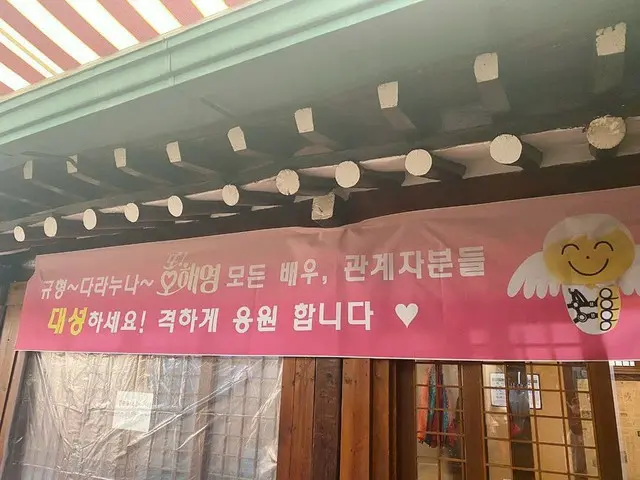 규형~다라누나~ 또!오해영 모든 배우, 관계자분들
대성하세요! 격하게 응원 합니다 ♥